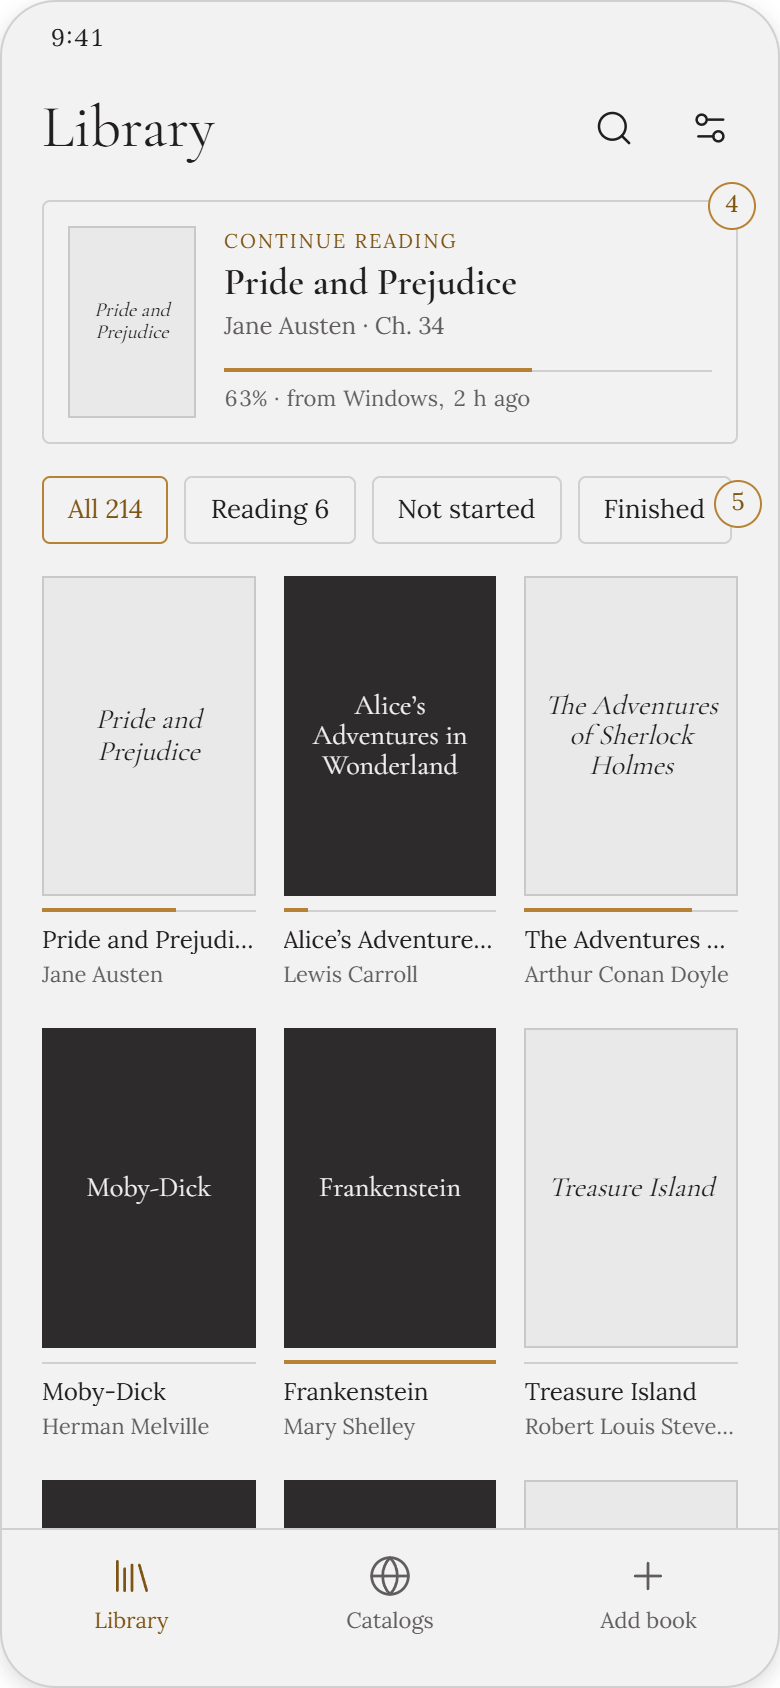 9:41
Library
4
CONTINUE READING
Pride and Prejudice
Jane Austen · Ch. 34
63% · from Windows, 2 h ago
Pride and
Prejudice
All 214
Reading 6
Not started
Finished
5
Pride and
Prejudice
Alice’s
Adventures in
Wonderland
The Adventures
of Sherlock
Holmes
Pride and Prejudi...
Jane Austen
Alice’s Adventure...
Lewis Carroll
The Adventures ...
Arthur Conan Doyle
Moby-Dick
Frankenstein
Treasure Island
Moby-Dick
Herman Melville
Frankenstein
Mary Shelley
Treasure Island
Robert Louis Steve...
Library
Catalogs
Add book